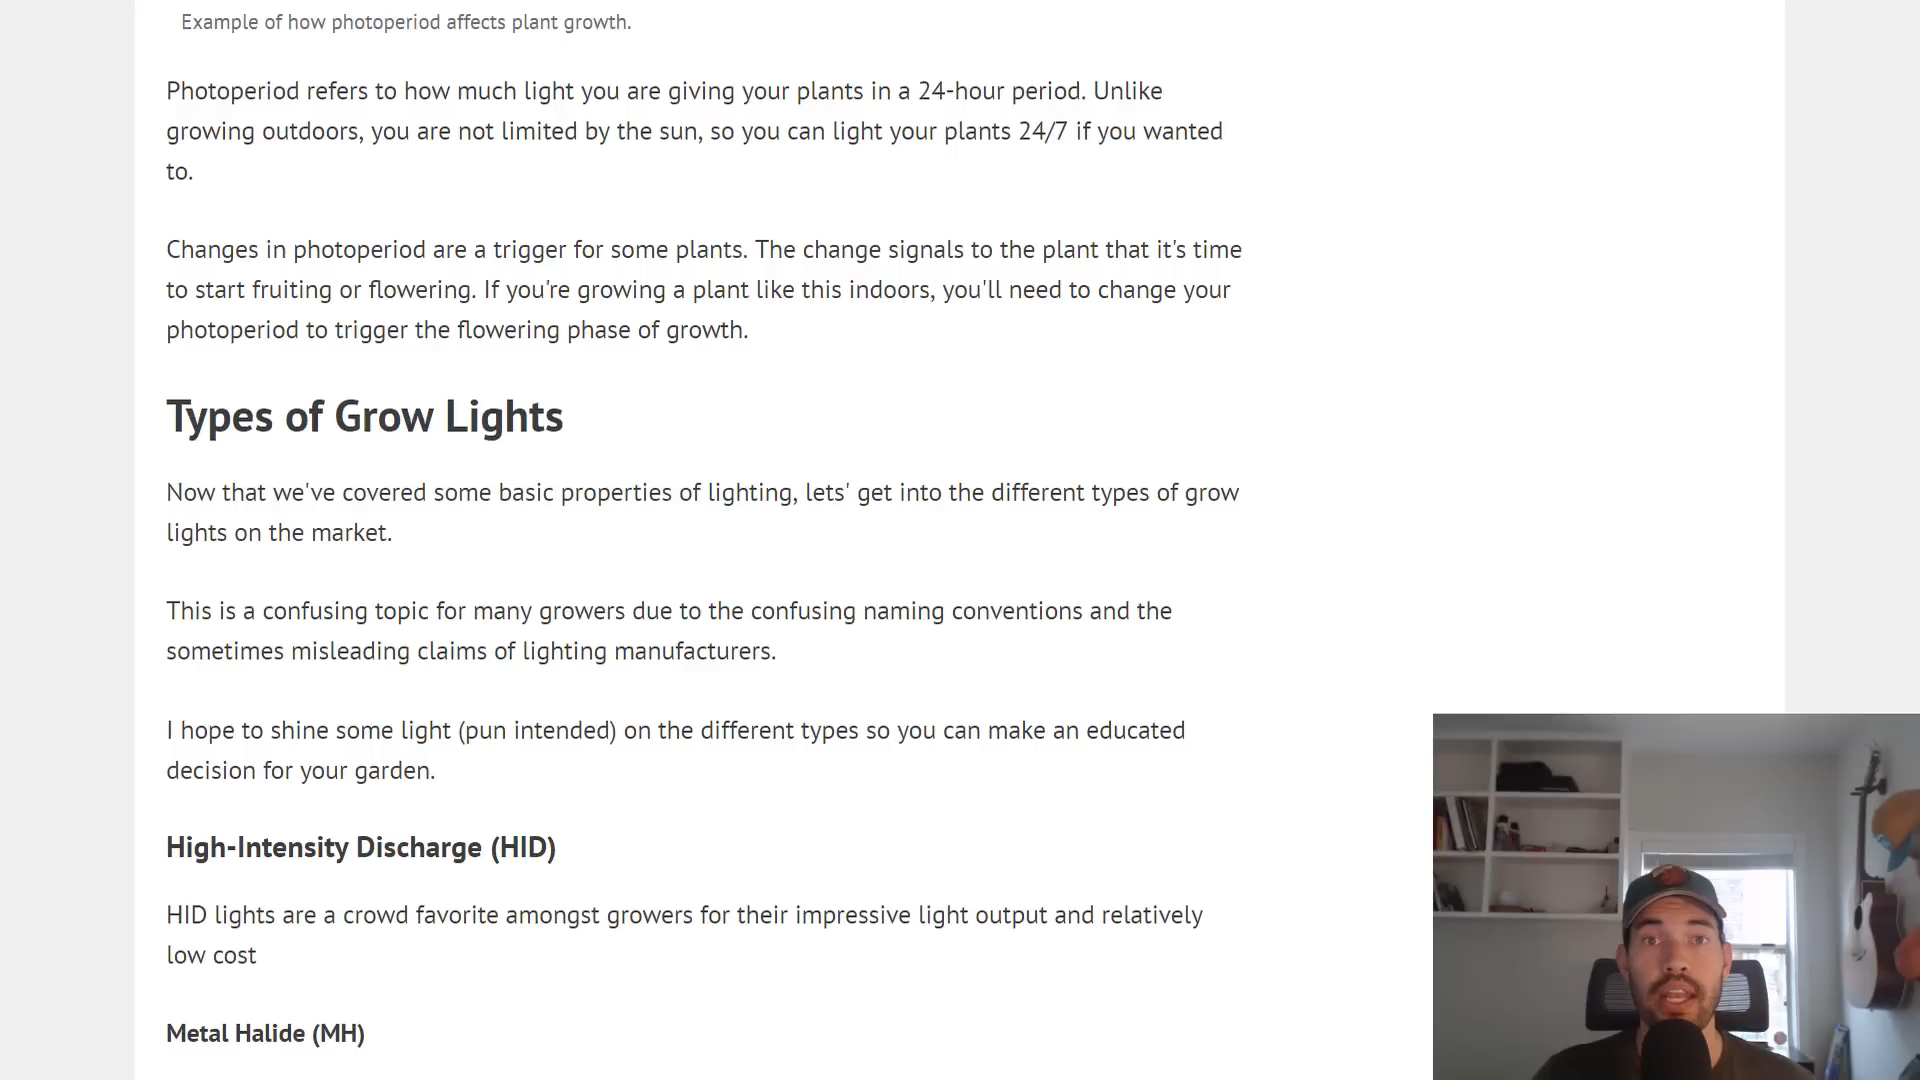 Example of how photoperiod affects plant growth.
Photoperiod refers to how much light you are giving your plants in a 24-hour period. Unlike
growing outdoors, you are not limited by the sun, so you can light your plants 24/7 if you wanted
to.
Changes in photoperiod are a trigger for some plants. The change signals to the plant that it's time
to start fruiting or flowering. If you're growing a plant like this indoors, you'll need to change your
photoperiod to trigger the flowering phase of growth.
Types of Grow Lights
Now that we've covered some basic properties of lighting, lets' get into the different types of grow
lights on the market.
This is a confusing topic for many growers due to the confusing naming conventions and the
sometimes misleading claims of lighting manufacturers.
I hope to shine some light (pun intended) on the different types so you can make an educated
decision for your garden.
High-Intensity Discharge (HID)
HID lights are a crowd favorite amongst growers for their impressive light output and relatively
low cost
Metal Halide (MH)